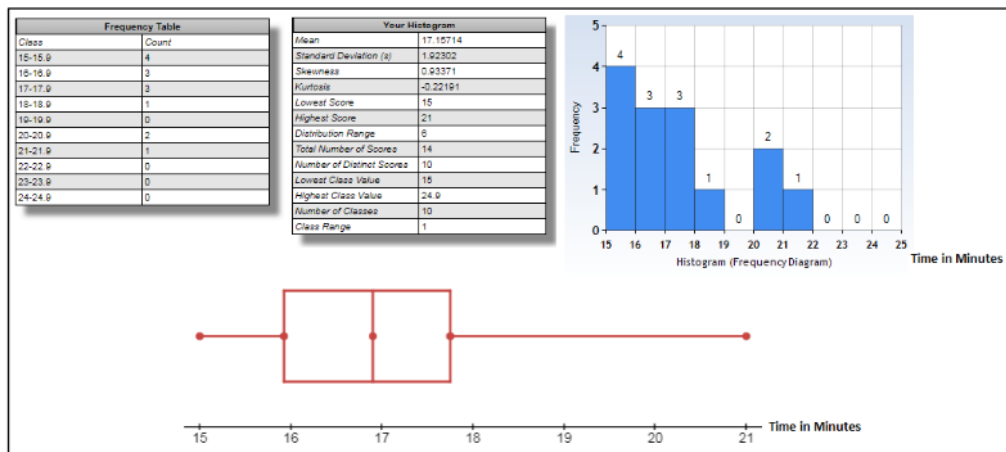 Frequency Table
Class Count
15-15.9 4
16-16.9 3
17-17.9 3
18-18.9 1
19-19.9 0
20-20.9 2
21-21.9 1
22-22.9 0
23-23.9 0
24-24.9 0
Your Histogram
Mean 17.15714
Standard Deviation (s) 1.92302
Skewness 0.93371
Kurtosis -0.22191
Lowest Score 15
Highest Score 21
Distribution Range 6
Total Number of Scores 14
Number of Distinct Scores 10
Lowest Class Value 15
Highest Class Value 24.9
Number of Classes 10
Class Range 1
5
4
3
2
1
0
Frequency
4 3 3 1 0 2 1 0 0 0
15 16 17 18 19 20 21 22 23 24 25
Histogram (Frequency Diagram)
Time in Minutes
15 16 17 18 19 20 21
Time in Minutes